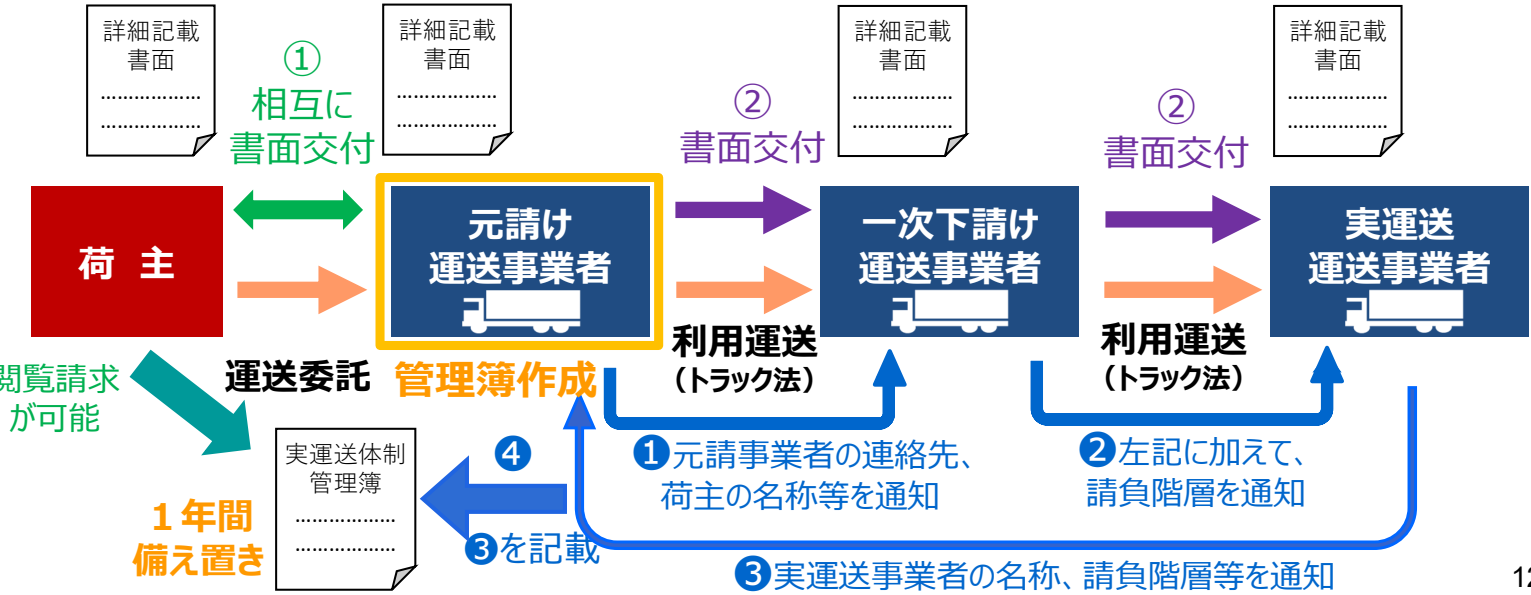 詳細記載
書面
………………
………………
①
相互に
書面交付
詳細記載
書面
………………
………………
②
書面交付
詳細記載
書面
………………
………………
②
書面交付
詳細記載
書面
………………
………………
荷 主
元請け
運送事業者
一次下請け
運送事業者
実運送
運送事業者
閲覧請求
が可能
運送委託
管理簿作成
利用運送
(トラック法)
利用運送
(トラック法)
実運送体制
管理簿
………………
………………
1年間
備え置き
❹
❸を記載
❶元請事業者の連絡先、
荷主の名称等を通知
❷左記に加えて、
請負階層を通知
❸実運送事業者の名称、請負階層等を通知
12